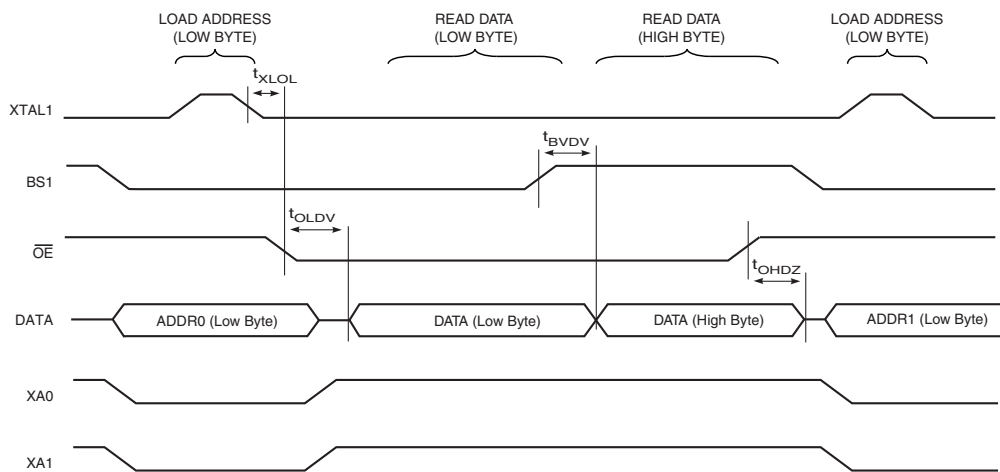 LOAD ADDRESS
(LOW BYTE)
READ DATA
(LOW BYTE)
READ DATA
(HIGH BYTE)
LOAD ADDRESS
(LOW BYTE)
tXLOL
XTAL1
tBVDV
BS1
tOLDV
OE
tOHDZ
DATA
ADDR0 (Low Byte)
DATA (Low Byte)
DATA (High Byte)
ADDR1 (Low Byte)
XA0
XA1